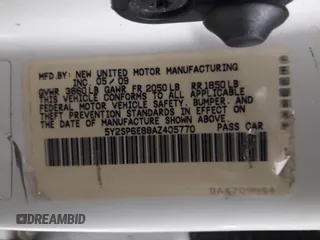 MFD.BY: NEW UNITED MOTOR MANUFACTURING
INC. 05/09
GVWR 3860LB GAWR FR 2050LB RR 1850LB
THIS VEHICLE CONFORMS TO ALL APPLICABLE
FEDERAL MOTOR VEHICLE SAFETY, BUMPER, AND
THEFT PREVENTION STANDARDS IN EFFECT ON
THE DATE OF MANUFACTURE SHOWN ABOVE.
5Y2SP6E88AZ405770 PASS CAR
DREAMBID